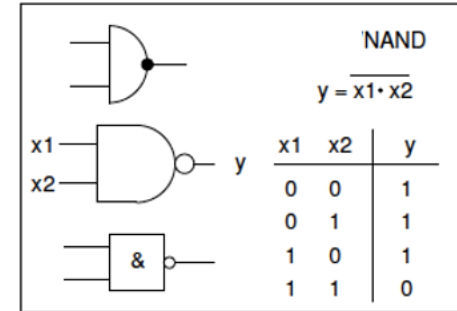 'NAND
y = x1• x2
x1
x2
y
&
x1 x2 y
0 0 1
0 1 1
1 0 1
1 1 0